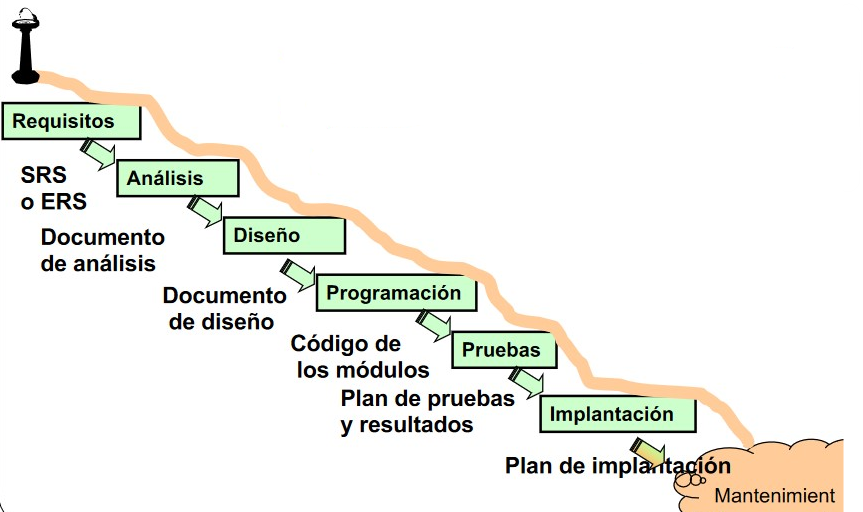 Requisitos
SRS
o ERS
Análisis
Documento
de análisis
Diseño
Documento
de diseño
Programación
Código de
los módulos
Pruebas
Plan de pruebas
y resultados
Implantación
Plan de implantación
Mantenimient